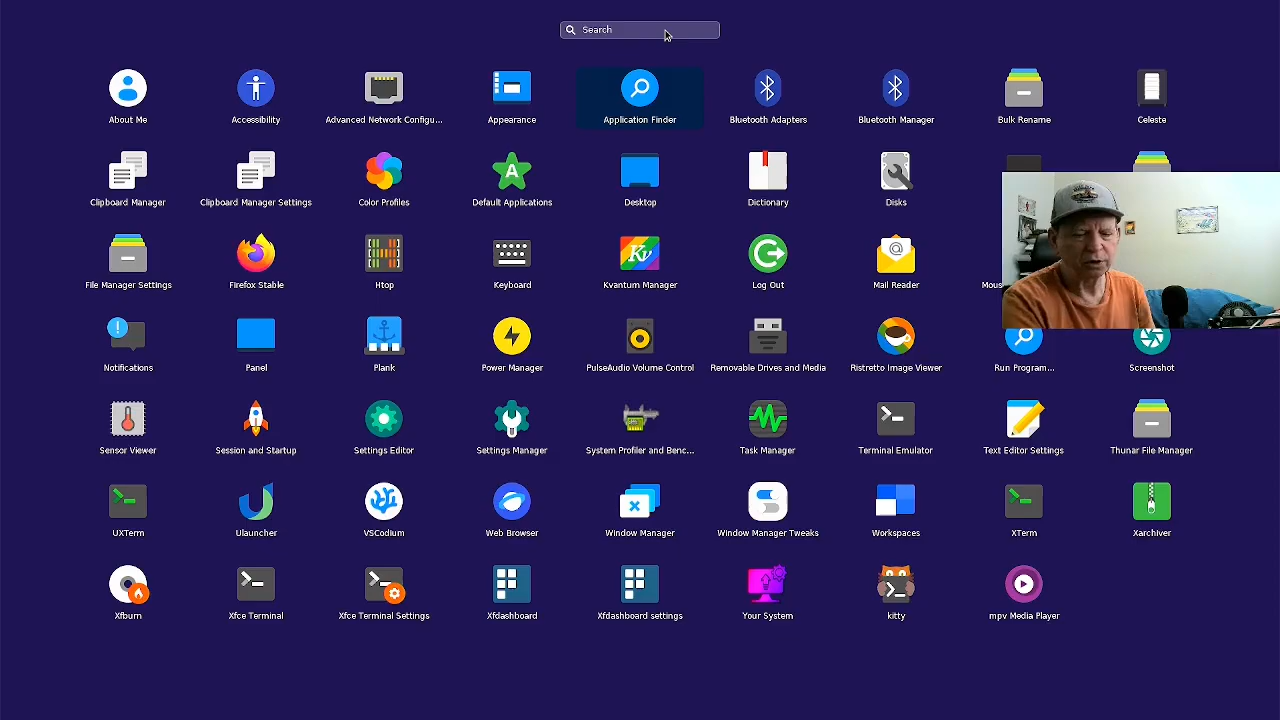 Search
About Me
Accessibility
Advanced Network Configu...
Appearance
Application Finder
Bluetooth Adapters
Bluetooth Manager
Bulk Rename
Celeste
Clipboard Manager
Clipboard Manager Settings
Color Profiles
Default Applications
Desktop
Dictionary
Disks
File Manager Settings
Firefox Stable
Htop
Keyboard
Kvantum Manager
Log Out
Mail Reader
Notifications
Panel
Plank
Power Manager
PulseAudio Volume Control
Removable Drives and Media
Ristretto Image Viewer
Run Program...
Screenshot
Sensor Viewer
Session and Startup
Settings Editor
Settings Manager
System Profiler and Benc...
Task Manager
Terminal Emulator
Text Editor Settings
Thunar File Manager
UXTerm
Ulauncher
VSCodium
Web Browser
Window Manager
Window Manager Tweaks
Workspaces
XTerm
Xarchiver
Xfburn
Xfce Terminal
Xfce Terminal Settings
Xfdashboard
Xfdashboard settings
Your System
kitty
mpv Media Player